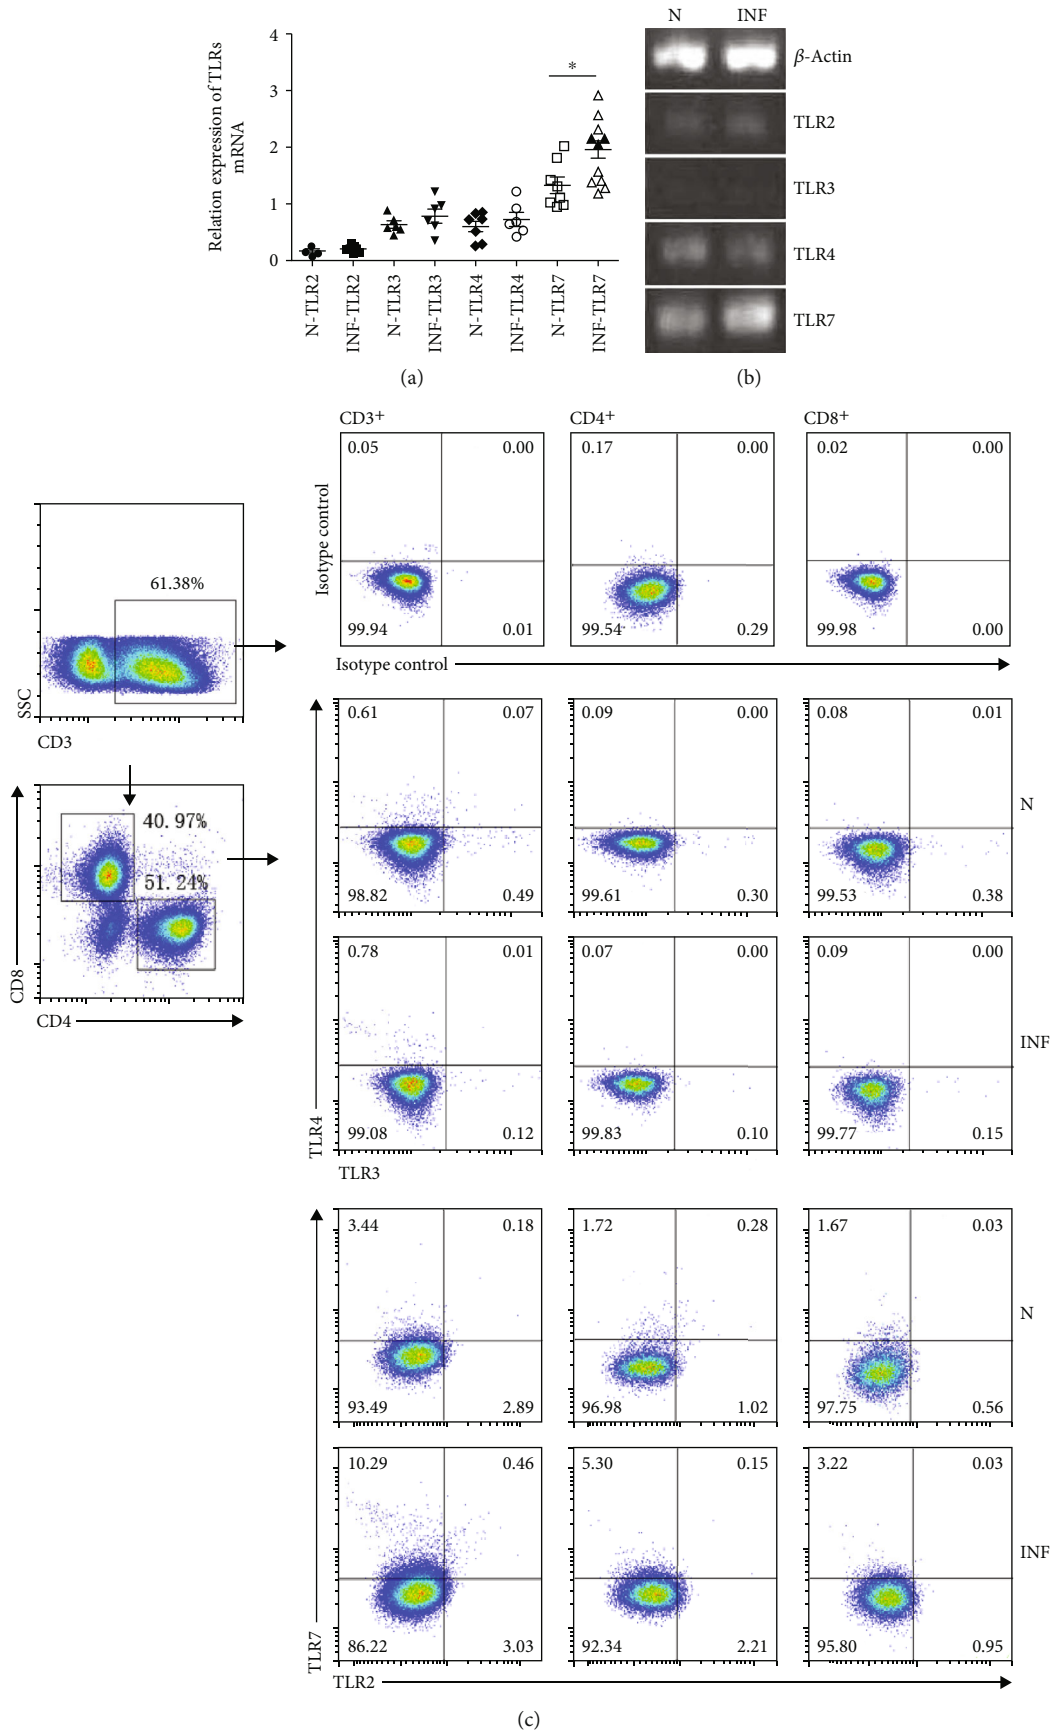 4
3
2
1
0
Relation expression of TLRs
mRNA
*
N-TLR2
INF-TLR2
N-TLR3
INF-TLR3
N-TLR4
INF-TLR4
N-TLR7
INF-TLR7
(a)
N INF
β-Actin
TLR2
TLR3
TLR4
TLR7
(b)
61.38%
SSC
CD3
40.97%
51.24%
CD8
CD4
CD3+ CD4+ CD8+
Isotype control
0.05 0.00 0.17 0.00 0.02 0.00
99.94 0.01 99.54 0.29 99.98 0.00
Isotype control
0.61 0.07 0.09 0.00 0.08 0.01
N
98.82 0.49 99.61 0.30 99.53 0.38
0.78 0.01 0.07 0.00 0.09 0.00
INF
99.08 0.12 99.83 0.10 99.77 0.15
TLR4
TLR3
3.44 0.18 1.72 0.28 1.67 0.03
N
93.49 2.89 96.98 1.02 97.75 0.56
10.29 0.46 5.30 0.15 3.22 0.03
INF
86.22 3.03 92.34 2.21 95.80 0.95
TLR7
TLR2
(c)